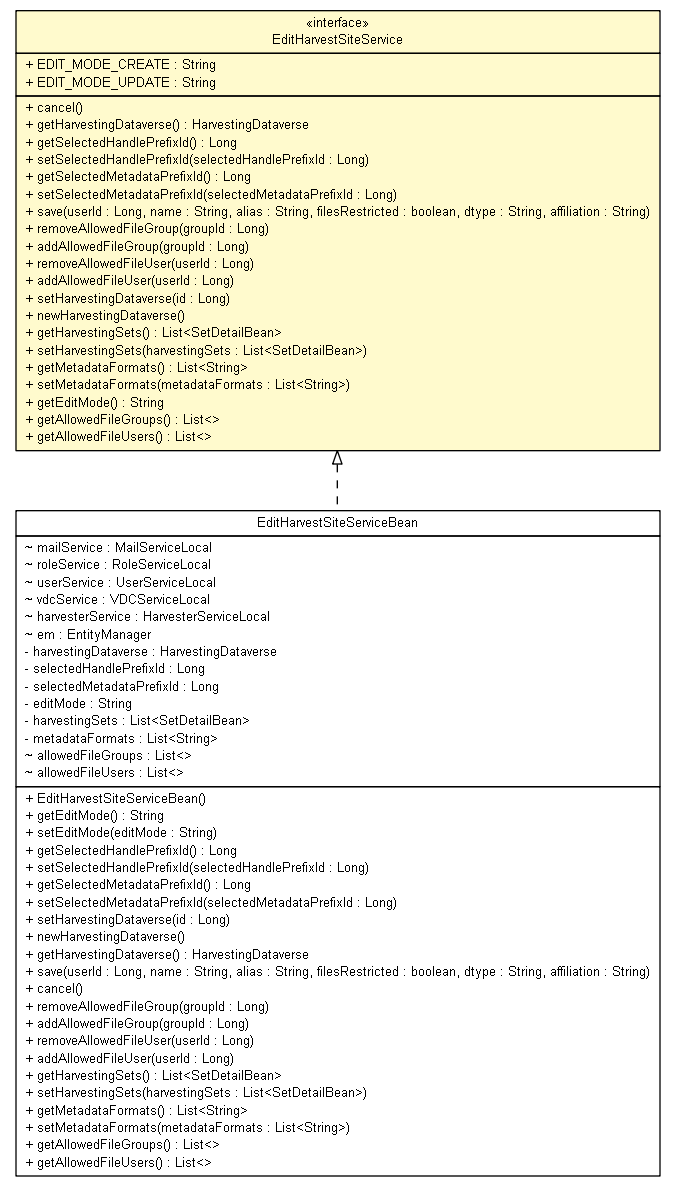 «interface»
EditHarvestSiteService
+ EDIT_MODE_CREATE : String
+ EDIT_MODE_UPDATE : String
+ cancel()
+ getHarvestingDataverse() : HarvestingDataverse
+ getSelectedHandlePrefixId() : Long
+ setSelectedHandlePrefixId(selectedHandlePrefixId : Long)
+ getSelectedMetadataPrefixId() : Long
+ setSelectedMetadataPrefixId(selectedMetadataPrefixId : Long)
+ save(userId : Long, name : String, alias : String, filesRestricted : boolean, dtype : String, affiliation : String)
+ removeAllowedFileGroup(groupId : Long)
+ addAllowedFileGroup(groupId : Long)
+ removeAllowedFileUser(userId : Long)
+ addAllowedFileUser(userId : Long)
+ setHarvestingDataverse(id : Long)
+ newHarvestingDataverse()
+ getHarvestingSets() : List<SetDetailBean>
+ setHarvestingSets(harvestingSets : List<SetDetailBean>)
+ getMetadataFormats() : List<String>
+ setMetadataFormats(metadataFormats : List<String>)
+ getEditMode() : String
+ getAllowedFileGroups() : List<>
+ getAllowedFileUsers() : List<>
EditHarvestSiteServiceBean
~ mailService : MailServiceLocal
~ roleService : RoleServiceLocal
~ userService : UserServiceLocal
~ vdcService : VDCServiceLocal
~ harvesterService : HarvesterServiceLocal
~ em : EntityManager
- harvestingDataverse : HarvestingDataverse
- selectedHandlePrefixId : Long
- selectedMetadataPrefixId : Long
- editMode : String
- harvestingSets : List<SetDetailBean>
- metadataFormats : List<String>
~ allowedFileGroups : List<>
~ allowedFileUsers : List<>
+ EditHarvestSiteServiceBean()
+ getEditMode() : String
+ setEditMode(editMode : String)
+ getSelectedHandlePrefixId() : Long
+ setSelectedHandlePrefixId(selectedHandlePrefixId : Long)
+ getSelectedMetadataPrefixId() : Long
+ setSelectedMetadataPrefixId(selectedMetadataPrefixId : Long)
+ setHarvestingDataverse(id : Long)
+ newHarvestingDataverse()
+ getHarvestingDataverse() : HarvestingDataverse
+ save(userId : Long, name : String, alias : String, filesRestricted : boolean, dtype : String, affiliation : String)
+ cancel()
+ removeAllowedFileGroup(groupId : Long)
+ addAllowedFileGroup(groupId : Long)
+ removeAllowedFileUser(userId : Long)
+ addAllowedFileUser(userId : Long)
+ getHarvestingSets() : List<SetDetailBean>
+ setHarvestingSets(harvestingSets : List<SetDetailBean>)
+ getMetadataFormats() : List<String>
+ setMetadataFormats(metadataFormats : List<String>)
+ getAllowedFileGroups() : List<>
+ getAllowedFileUsers() : List<>